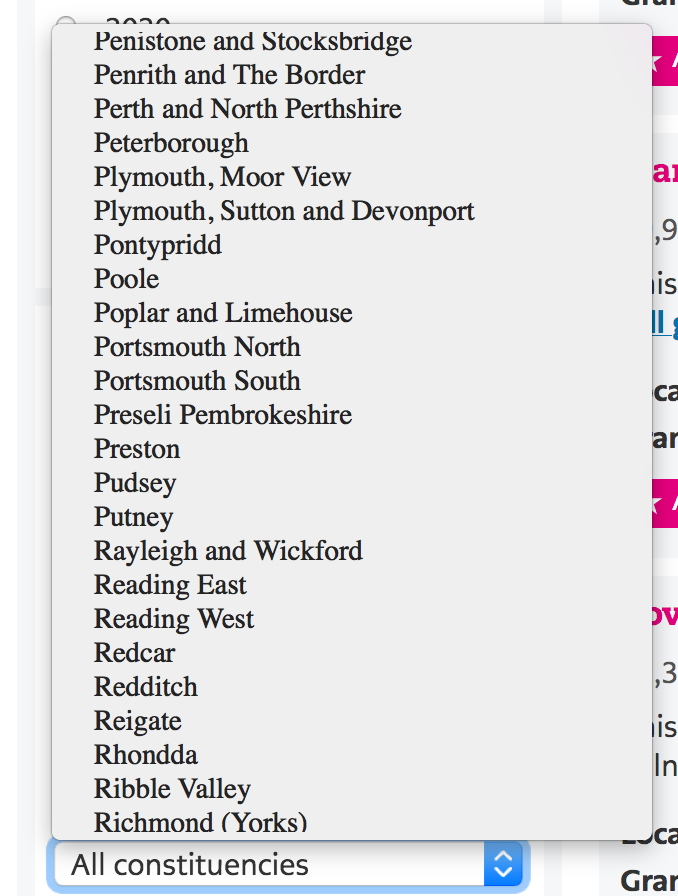 2020
Penistone and Stocksbridge
Penrith and The Border
Perth and North Perthshire
Peterborough
Plymouth, Moor View
Plymouth, Sutton and Devonport
Pontypridd
Poole
Poplar and Limehouse
Portsmouth North
Portsmouth South
Preseli Pembrokeshire
Preston
Pudsey
Putney
Rayleigh and Wickford
Reading East
Reading West
Redcar
Redditch
Reigate
Rhondda
Ribble Valley
Richmond (Yorks)
All constituencies